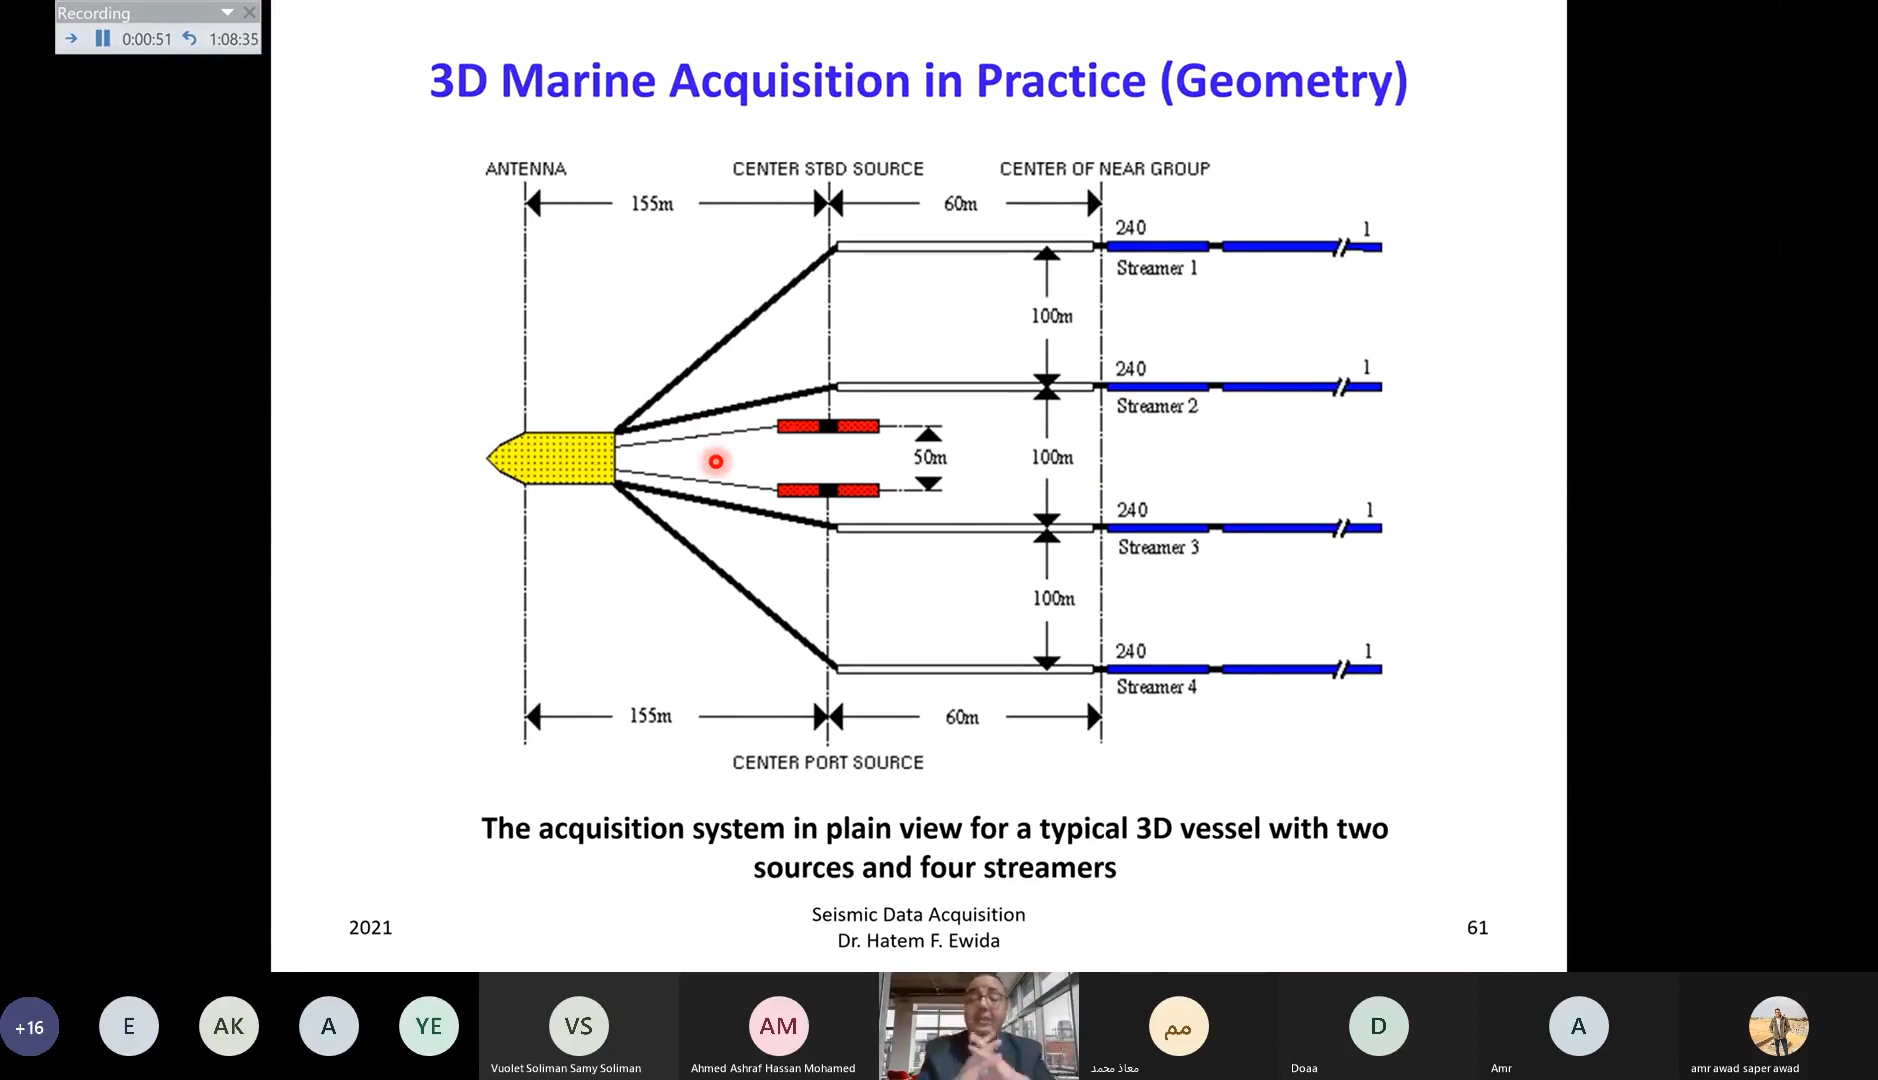 Recording
0:00:51 1:08:35
3D Marine Acquisition in Practice (Geometry)
ANTENNA CENTER STBD SOURCE CENTER OF NEAR GROUP
155m 60m
240 1
Streamer 1
100m
240 1
Streamer 2
50m 100m
240 1
Streamer 3
100m
240 1
Streamer 4
155m 60m
CENTER PORT SOURCE
The acquisition system in plain view for a typical 3D vessel with two
sources and four streamers
Seismic Data Acquisition
2021 Dr. Hatem F. Ewida 61
+16 E AK A YE VS AM مم D A
Vuolet Soliman Samy Soliman Ahmed Ashraf Hassan Mohamed معاذ محمد Doaa Amr amr awad saper awad